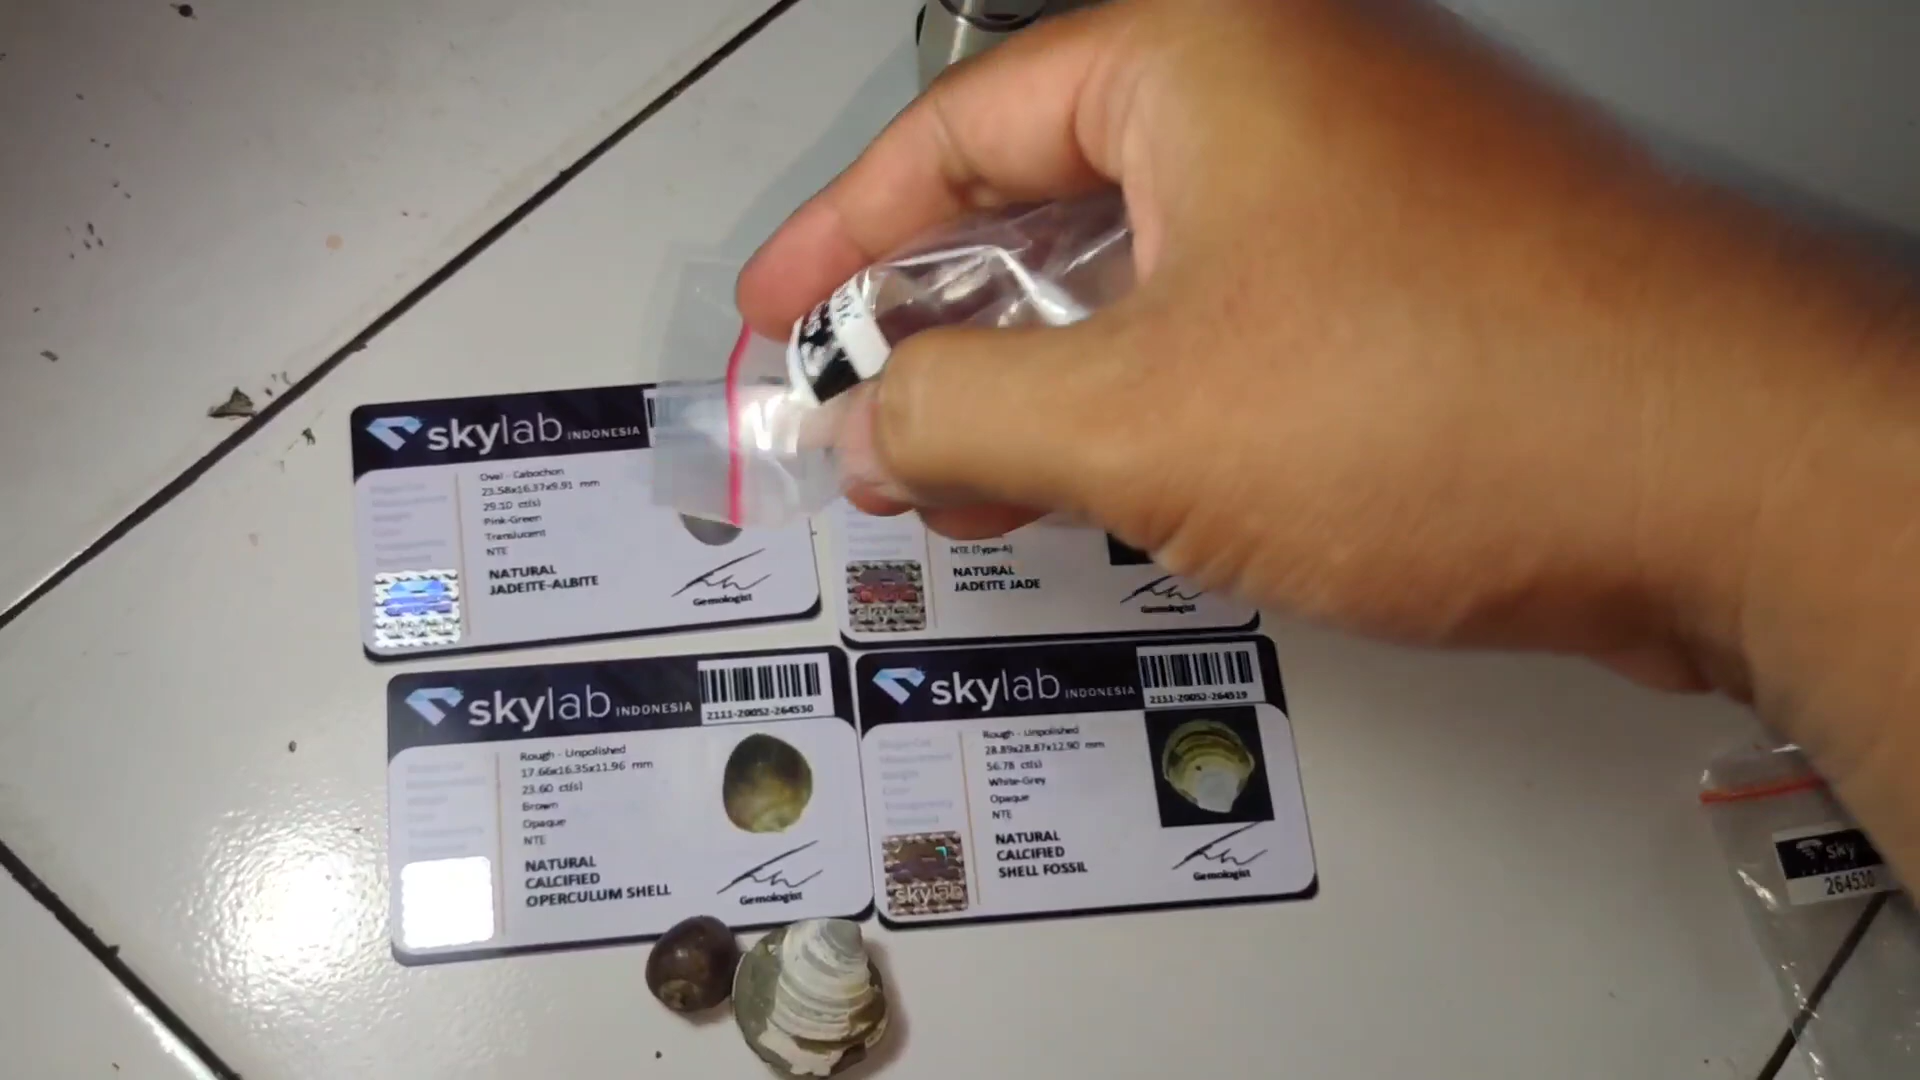 skylab INDONESIA
Oval - Cabochon
23.58x16.37x9.91 mm
29.10 ct(s)
Pink-Green
Translucent
NTE
NATURAL
JADEITE-ALBITE
Gemologist
NTE (Type-A)
NATURAL
JADEITE JADE
Gemologist
skylab INDONESIA
2111-20052-264530
Rough - Unpolished
17.66x16.35x11.96 mm
23.60 ct(s)
Brown
Opaque
NTE
NATURAL
CALCIFIED
OPERCULUM SHELL
Gemologist
skylab INDONESIA
2111-20052-264519
Rough - Unpolished
28.89x28.87x12.90 mm
56.78 ct(s)
White-Grey
Opaque
NTE
NATURAL
CALCIFIED
SHELL FOSSIL
skylab
Gemologist
Sky
264530